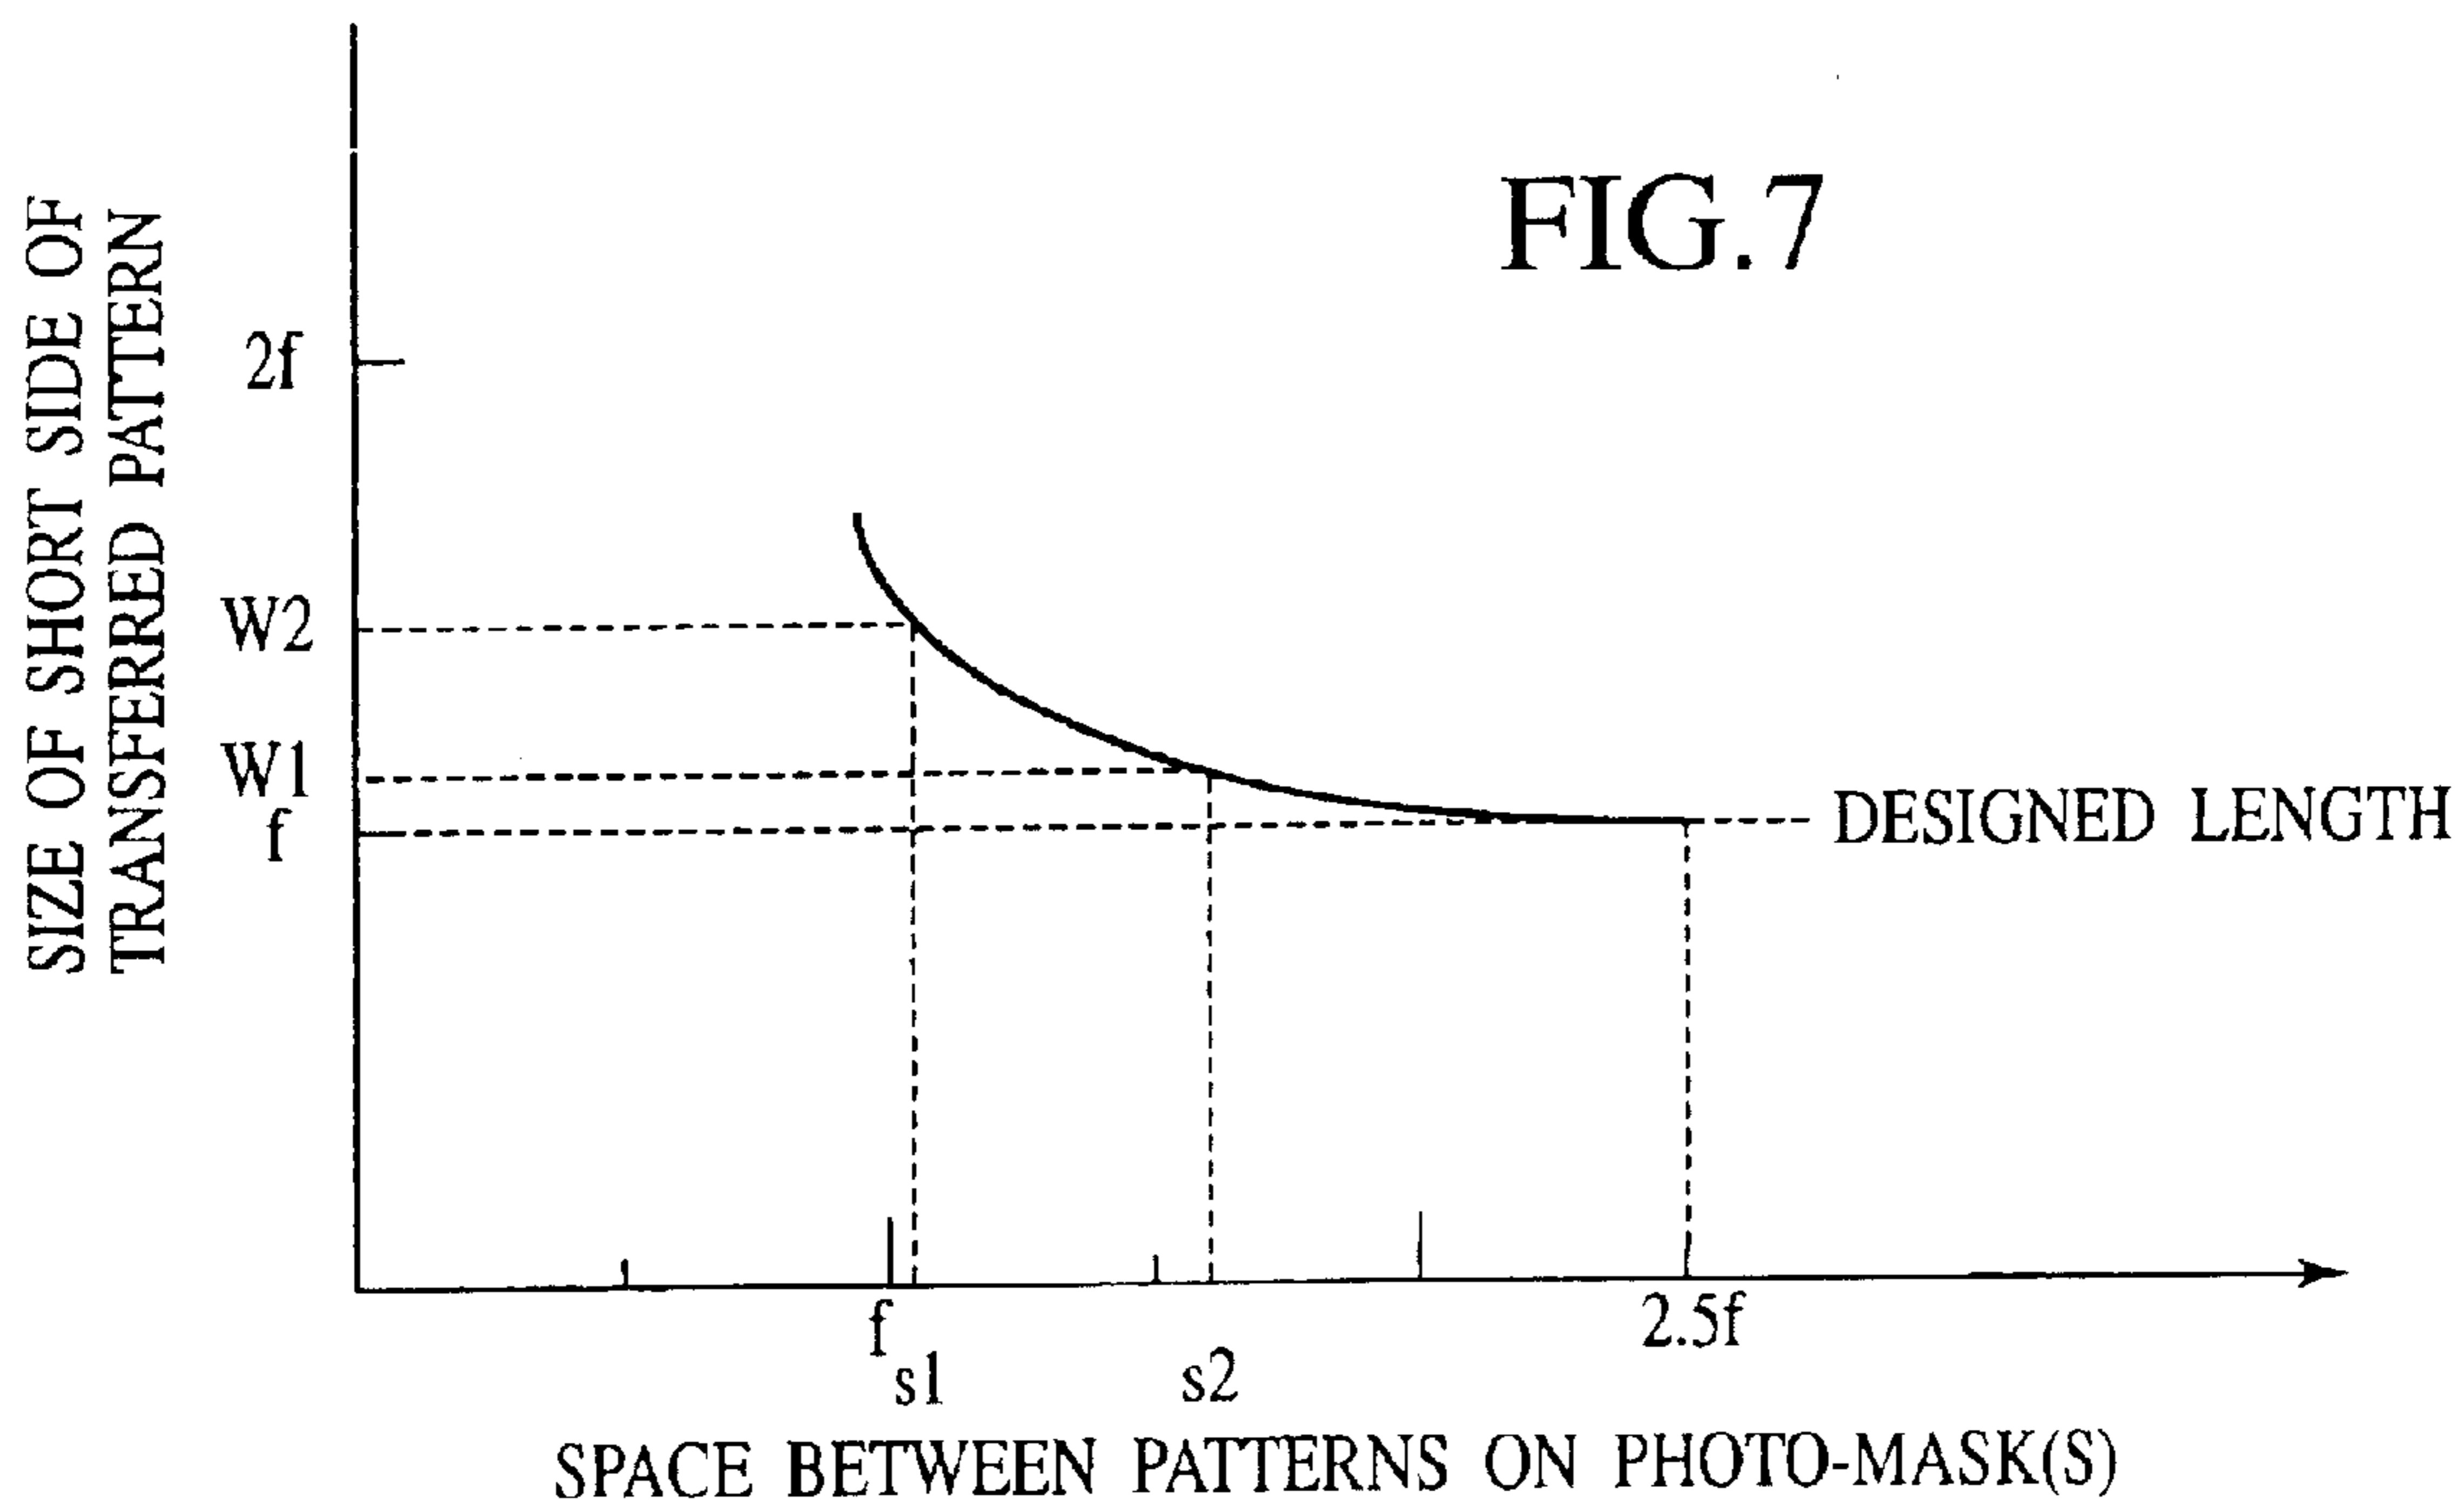 FIG.7
SIZE OF SHORT SIDE OF
TRANSFERRED PATTERN
2f
W2
W1
f
DESIGNED LENGTH
f
s1
s2
2.5f
SPACE BETWEEN PATTERNS ON PHOTO-MASK(S)